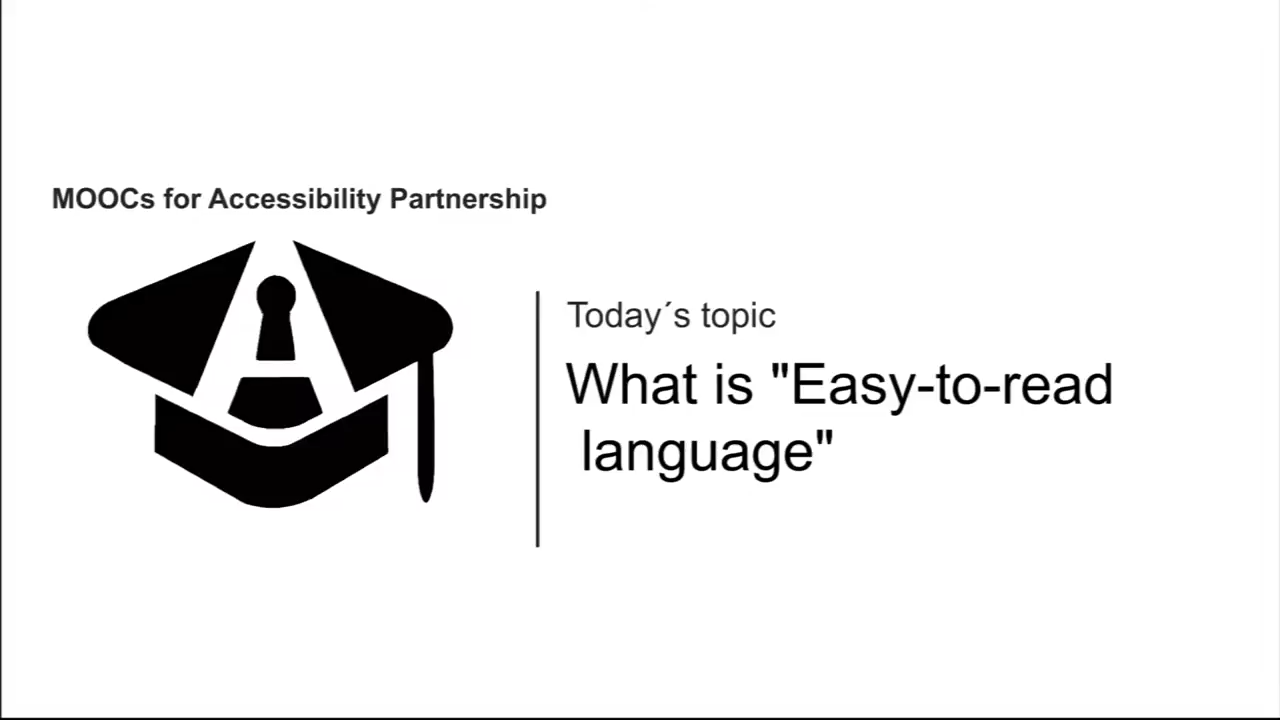 MOOCs for Accessibility Partnership
Today´s topic
What is "Easy-to-read
language"